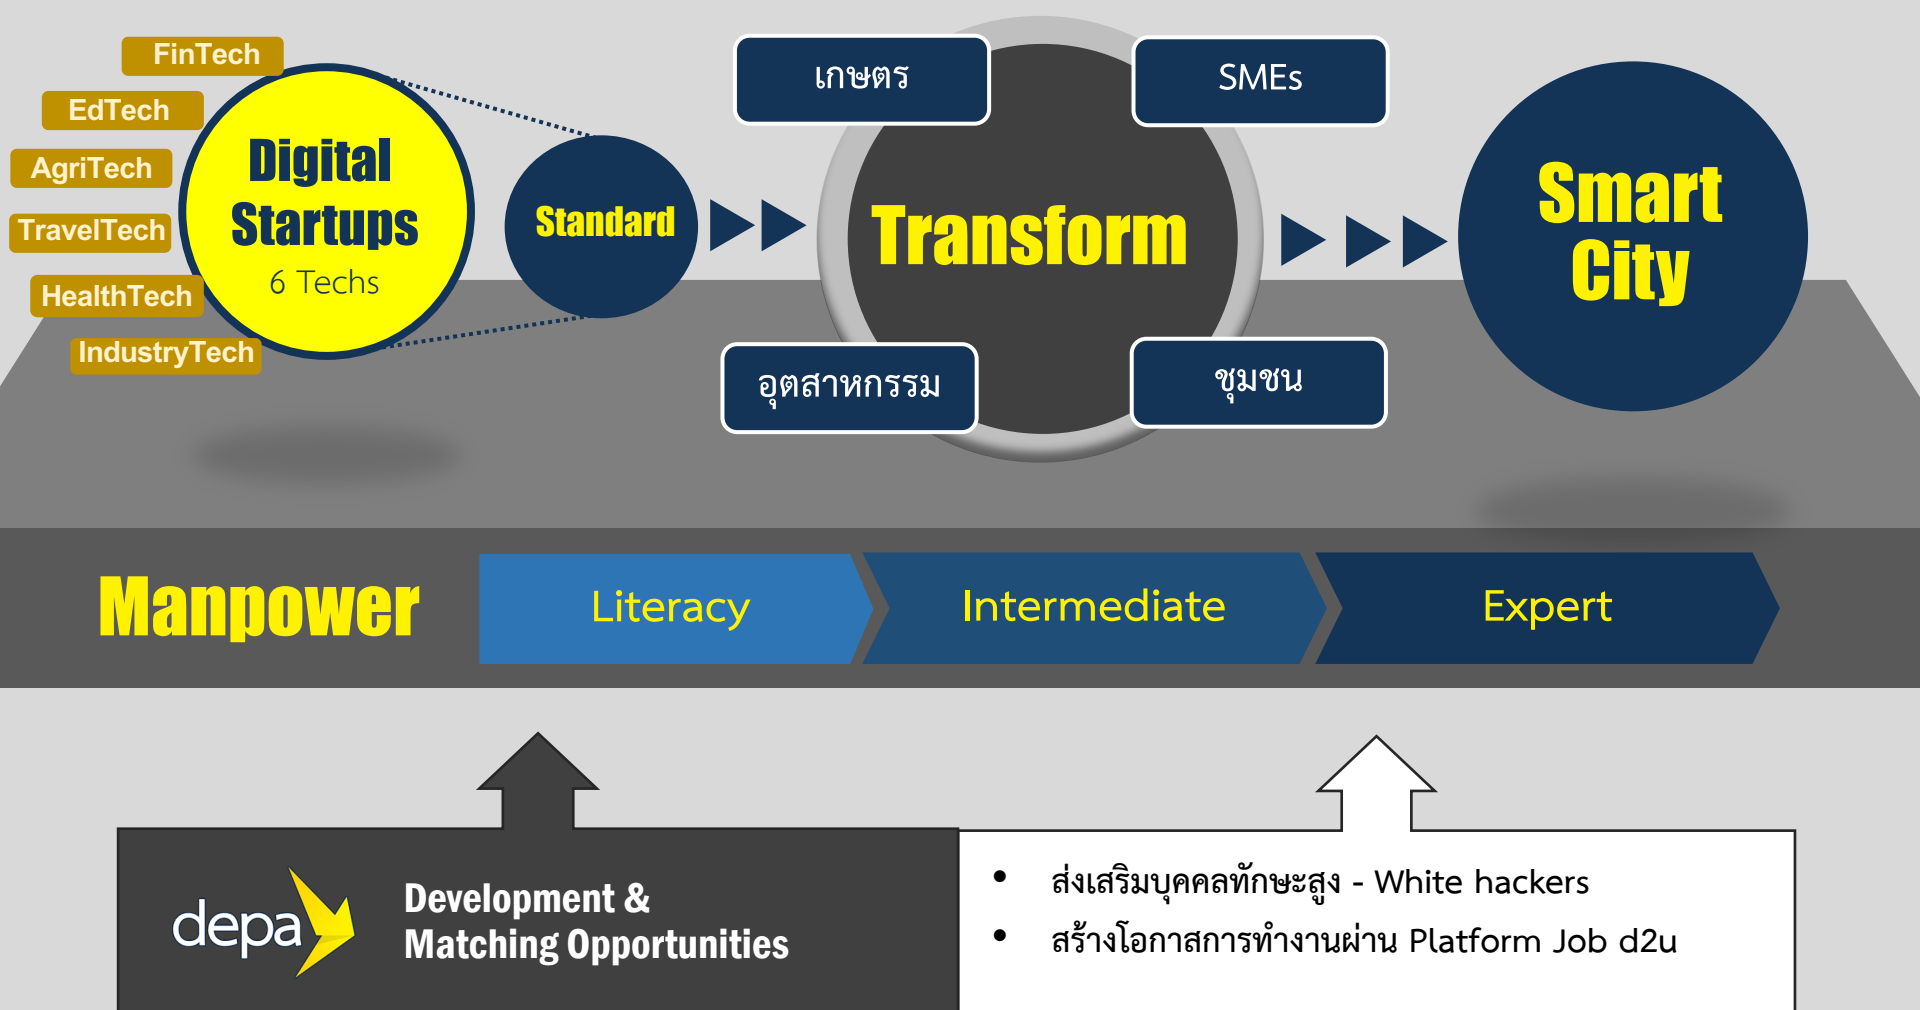 FinTech
EdTech
AgriTech
TravelTech
HealthTech
IndustryTech
Digital
Startups
6 Techs
Standard
เกษตร
SMEs
Transform
อุตสาหกรรม
ชุมชน
Smart
City
Manpower
Literacy
Intermediate
Expert
depa
Development &
Matching Opportunities
• ส่งเสริมบุคคลทักษะสูง - White hackers
• สร้างโอกาสการทำงานผ่าน Platform Job d2u